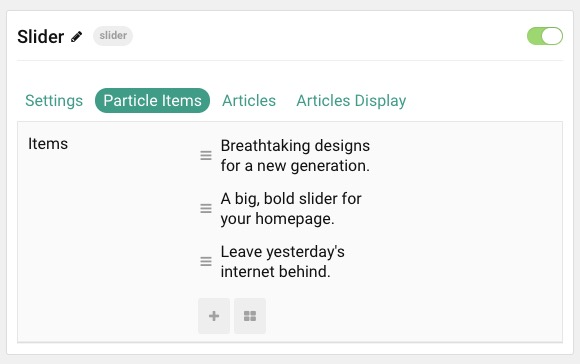 Slider slider
Settings Particle Items Articles Articles Display
Items
Breathtaking designs
for a new generation.
A big, bold slider for
your homepage.
Leave yesterday's
internet behind.